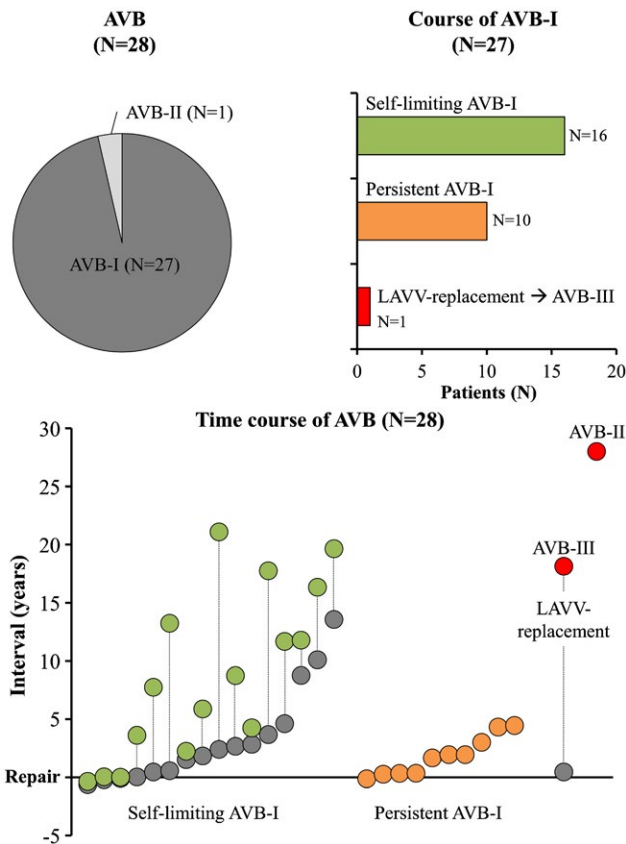 AVB
(N=28)
AVB-II (N=1)
AVB-I (N=27)
Course of AVB-I
(N=27)
Self-limiting AVB-I
N=16
Persistent AVB-I
N=10
LAVV-replacement → AVB-III
N=1
0 5 10 15 20
Patients (N)
Time course of AVB (N=28)
Interval (years)
30
25
20
15
10
5
Repair
-5
AVB-II
AVB-III
LAVV-
replacement
Self-limiting AVB-I
Persistent AVB-I